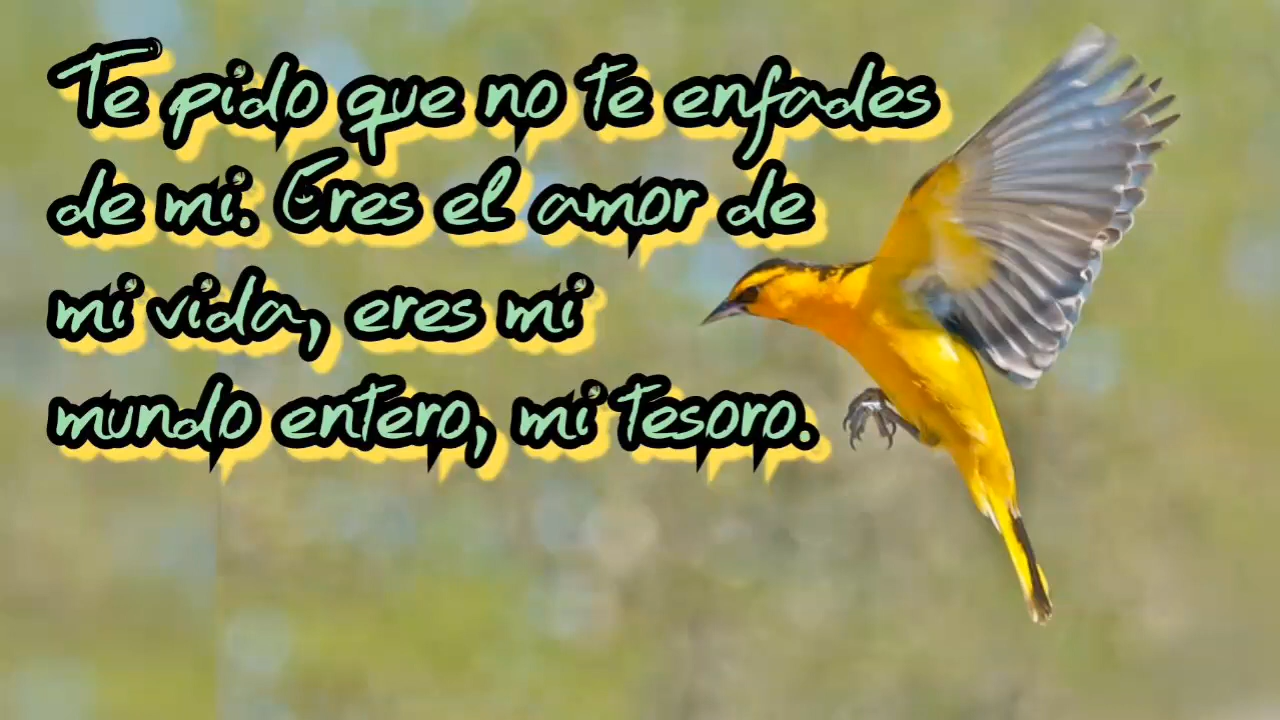 Te pido que no te enfades
de mi. Eres el amor de
mi vida, eres mi
mundo entero, mi tesoro.